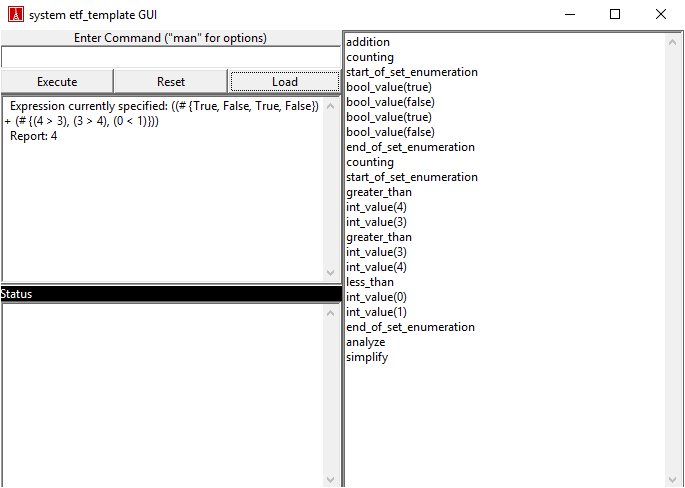 system etf_template GUI
Enter Command ("man" for options)
Execute Reset Load
Expression currently specified: ((# {True, False, True, False})
+ (# {(4 > 3), (3 > 4), (0 < 1)}))
Report: 4
Status
addition
counting
start_of_set_enumeration
bool_value(true)
bool_value(false)
bool_value(true)
bool_value(false)
end_of_set_enumeration
counting
start_of_set_enumeration
greater_than
int_value(4)
int_value(3)
greater_than
int_value(3)
int_value(4)
less_than
int_value(0)
int_value(1)
end_of_set_enumeration
analyze
simplify